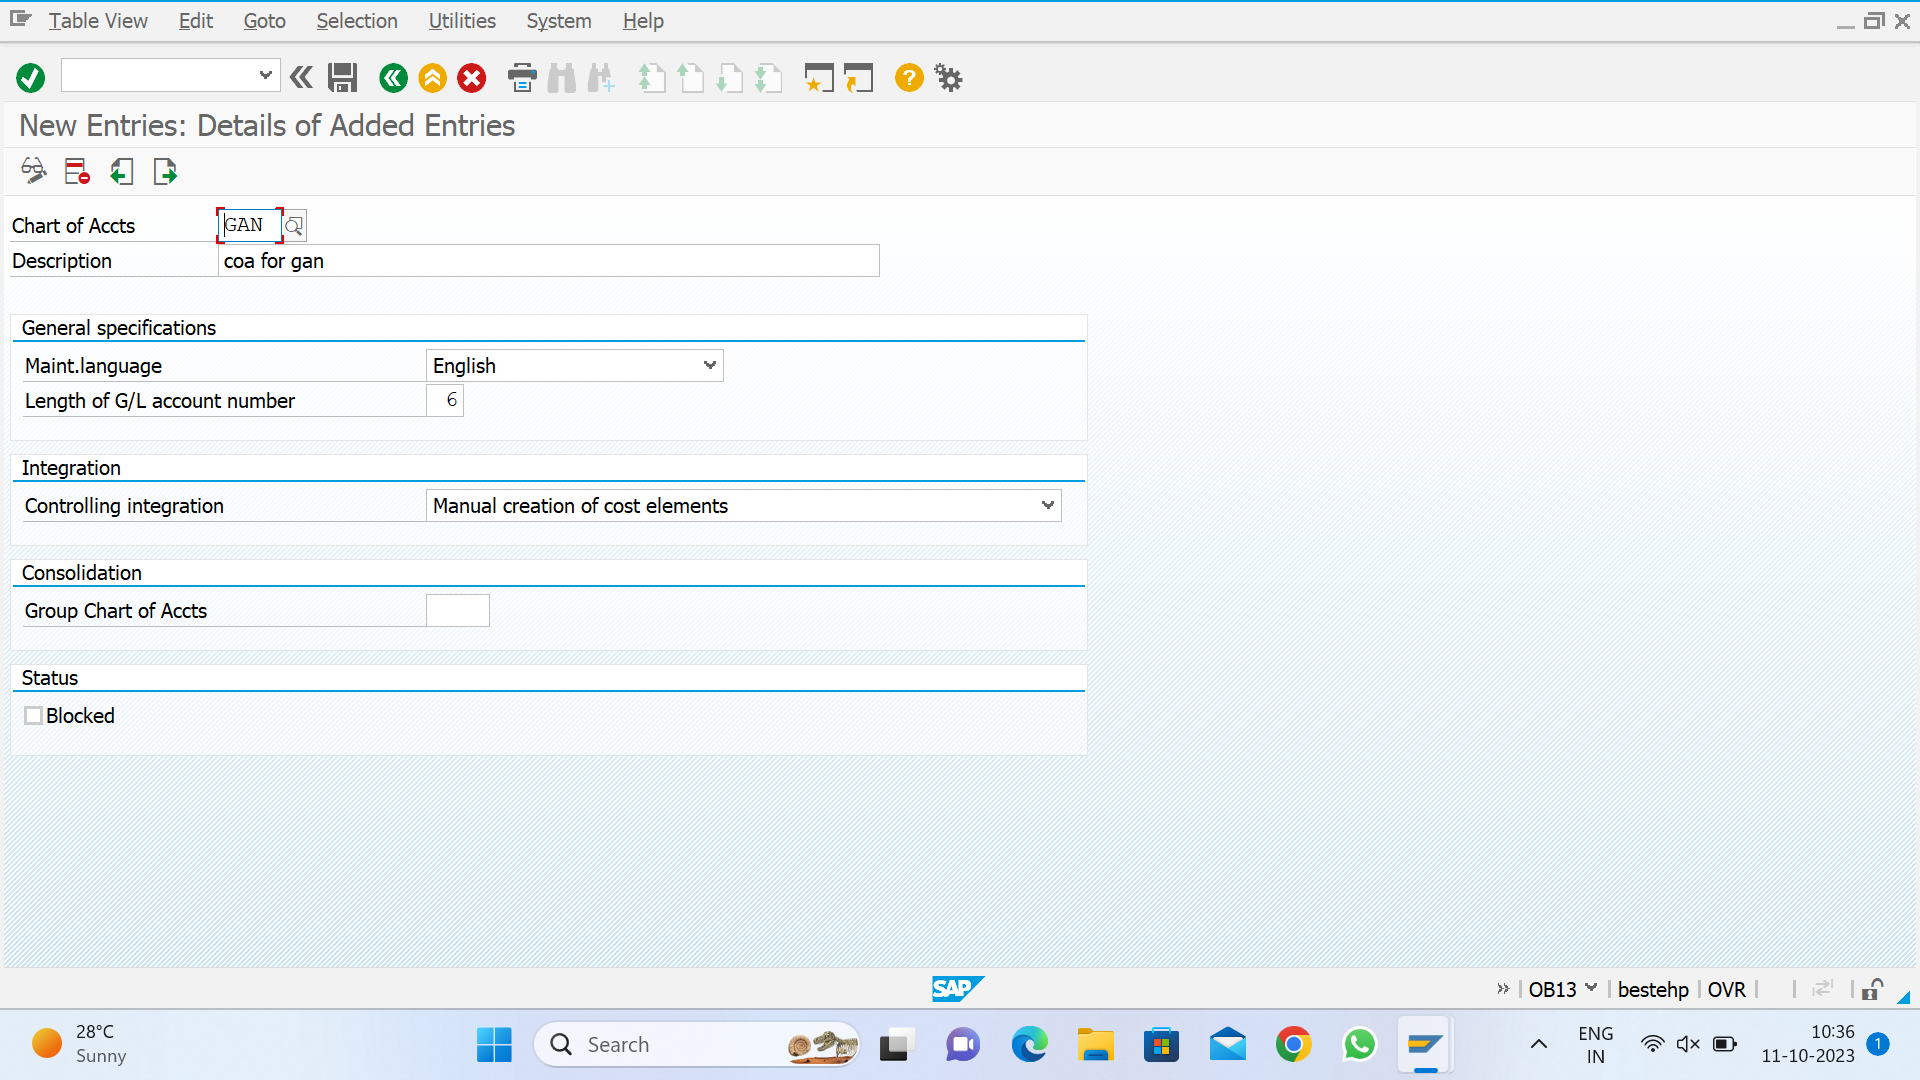 Table View Edit Goto Selection Utilities System Help
New Entries: Details of Added Entries
Chart of Accts GAN
Description coa for gan
General specifications
Maint.language English
Length of G/L account number 6
Integration
Controlling integration Manual creation of cost elements
Consolidation
Group Chart of Accts
Status
Blocked
SAP
OB13 bestehp OVR
28°C
Sunny
Search
ENG
IN
10:36
11-10-2023
1